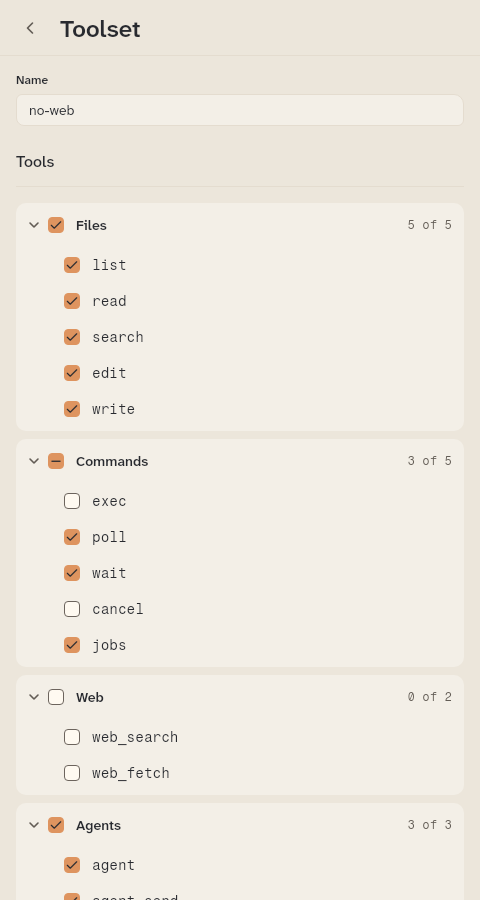 Toolset
Name
no-web
Tools
Files 5 of 5
list
read
search
edit
write
Commands 3 of 5
exec
poll
wait
cancel
jobs
Web 0 of 2
web_search
web_fetch
Agents 3 of 3
agent
agent_send